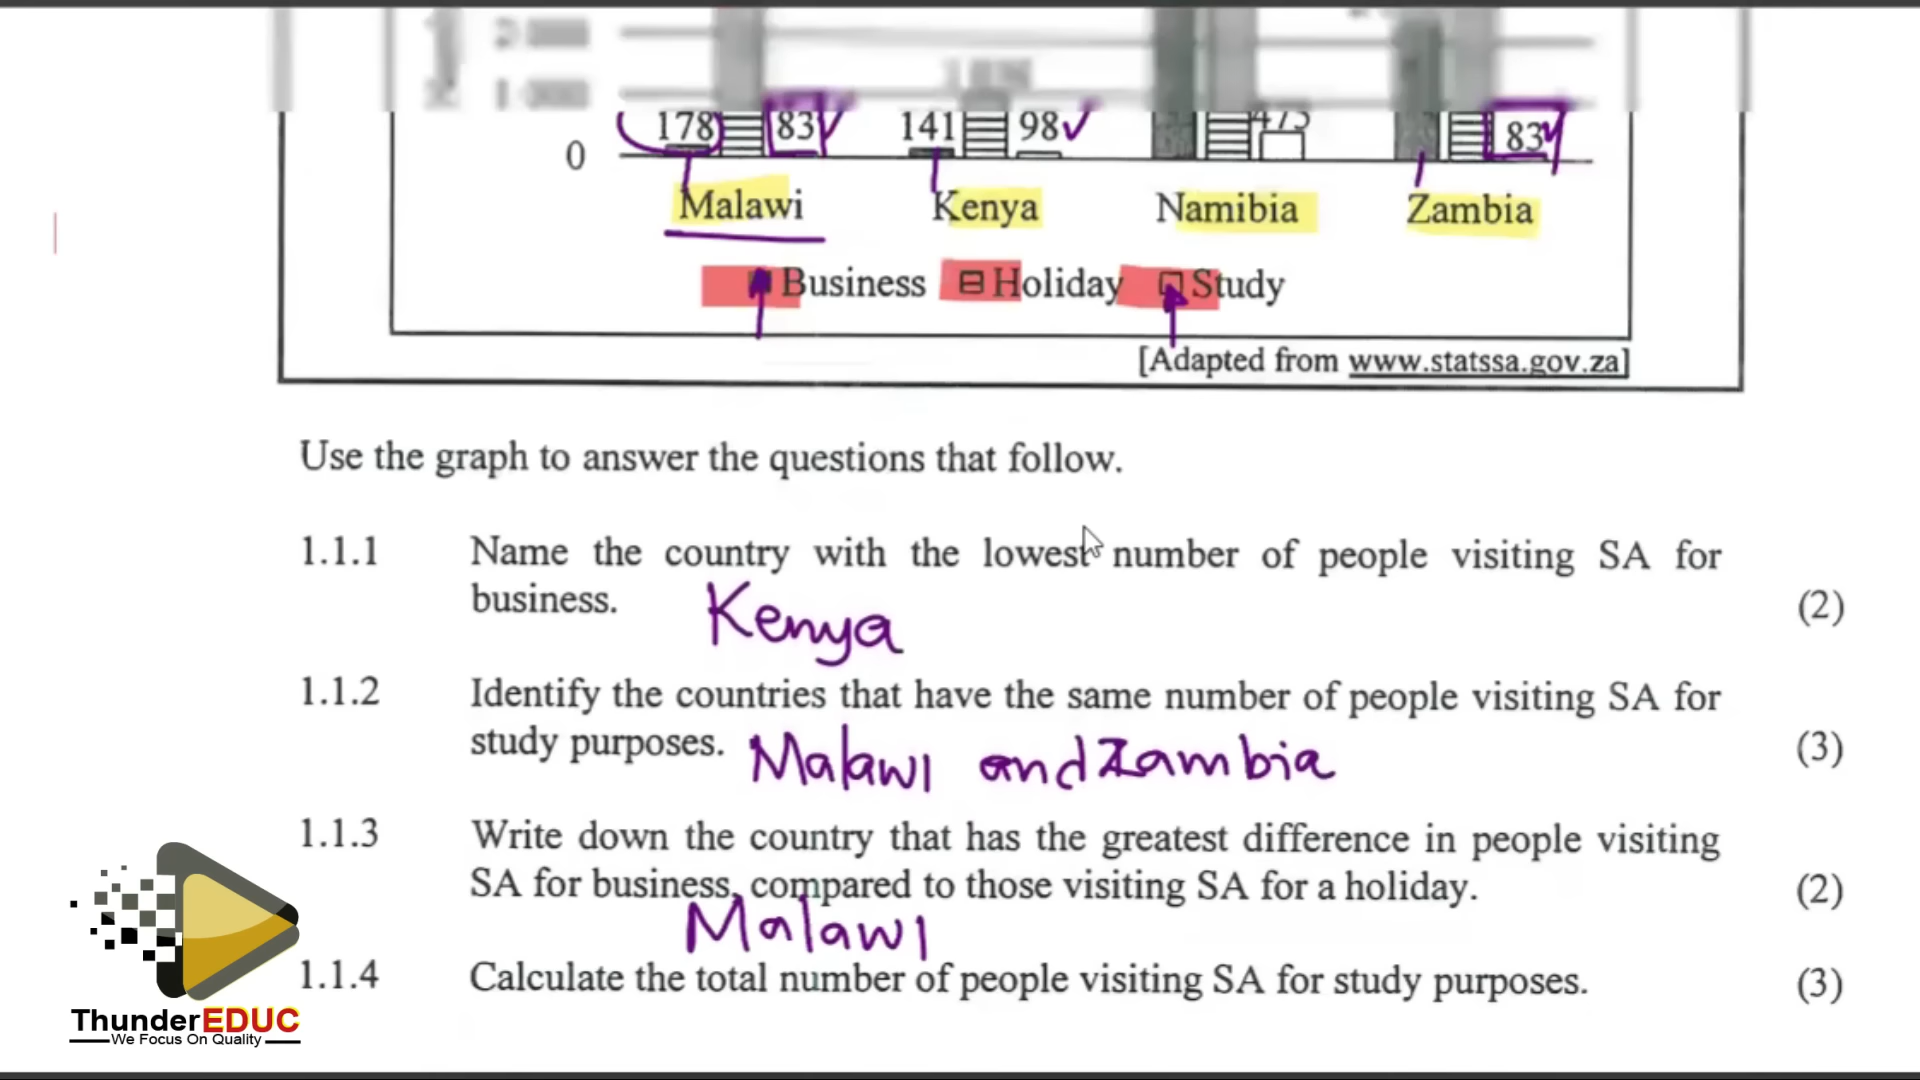 178 83 141 98 475 83
0
Malawi Kenya Namibia Zambia
Business Holiday Study
[Adapted from www.statssa.gov.za]
Use the graph to answer the questions that follow.
1.1.1 Name the country with the lowest number of people visiting SA for
business. Kenya (2)
1.1.2 Identify the countries that have the same number of people visiting SA for
study purposes. Malawi and Zambia (3)
1.1.3 Write down the country that has the greatest difference in people visiting
SA for business, compared to those visiting SA for a holiday. (2)
Malawi
1.1.4 Calculate the total number of people visiting SA for study purposes. (3)
ThunderEDUC
We Focus On Quality